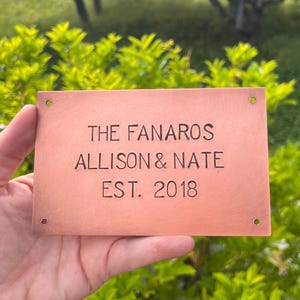 THE FANAROS
ALLISON & NATE
EST. 2018